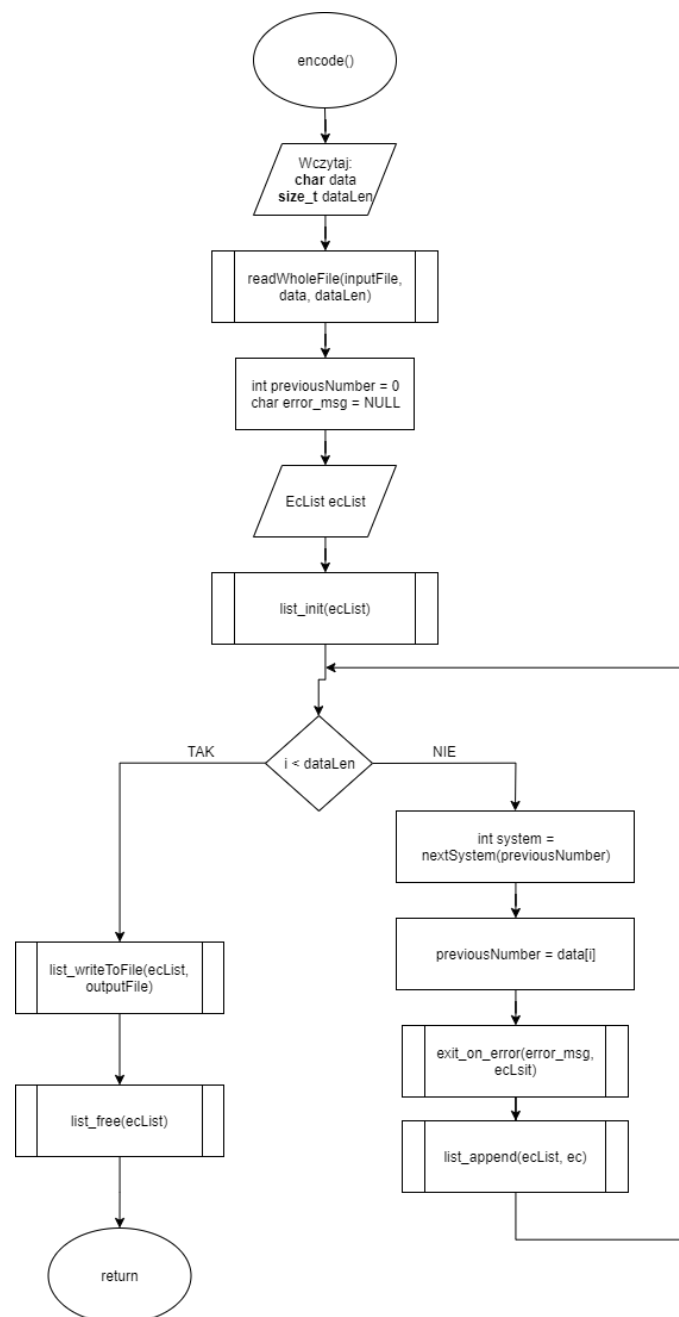 encode()
Wczytaj:
char data
size_t dataLen
readWholeFile(inputFile,
data, dataLen)
int previousNumber = 0
char error_msg = NULL
EcList ecList
list_init(ecList)
i < dataLen
TAK
NIE
int system =
nextSystem(previousNumber)
previousNumber = data[i]
exit_on_error(error_msg,
ecLsit)
list_append(ecList, ec)
list_writeToFile(ecList,
outputFile)
list_free(ecList)
return